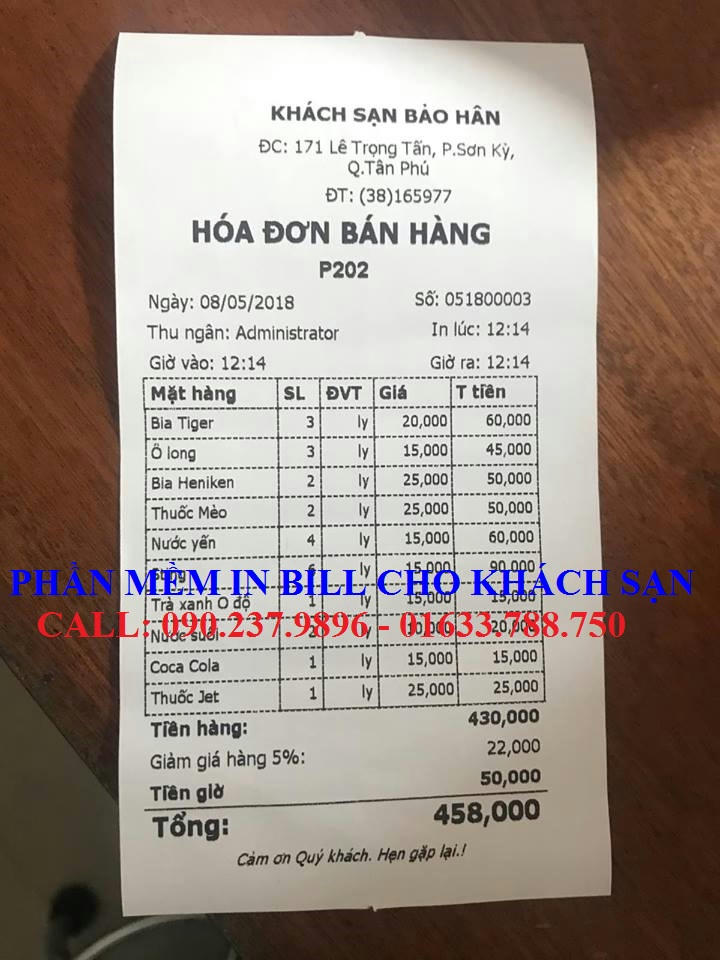 KHÁCH SẠN BẢO HÂN
ĐC: 171 Lê Trọng Tấn, P.Sơn Kỳ,
Q.Tân Phú
ĐT: (38)165977
HÓA ĐƠN BÁN HÀNG
P202
Ngày: 08/05/2018 Số: 051800003
Thu ngân: Administrator In lúc: 12:14
Giờ vào: 12:14 Giờ ra: 12:14
Mặt hàng SL ĐVT Giá T tiền
Bia Tiger 3 ly 20,000 60,000
Ô long 3 ly 15,000 45,000
Bia Heniken 2 ly 25,000 50,000
Thuốc Mèo 2 ly 25,000 50,000
Nước yến 4 ly 15,000 60,000
6 ly 15,000 90,000
PHẦN MỀM IN BILL CHO KHÁCH SẠN
Trà xanh O độ 1 ly 15,000 15,000
CALL: 090.237.9896 - 01633.788.750
Nước suối 2 ly 10,000 20,000
Coca Cola 1 ly 15,000 15,000
Thuốc Jet 1 ly 25,000 25,000
Tiền hàng: 430,000
Giảm giá hàng 5%: 22,000
Tiền giờ 50,000
Tổng: 458,000
Cảm ơn Quý khách. Hẹn gặp lại.!